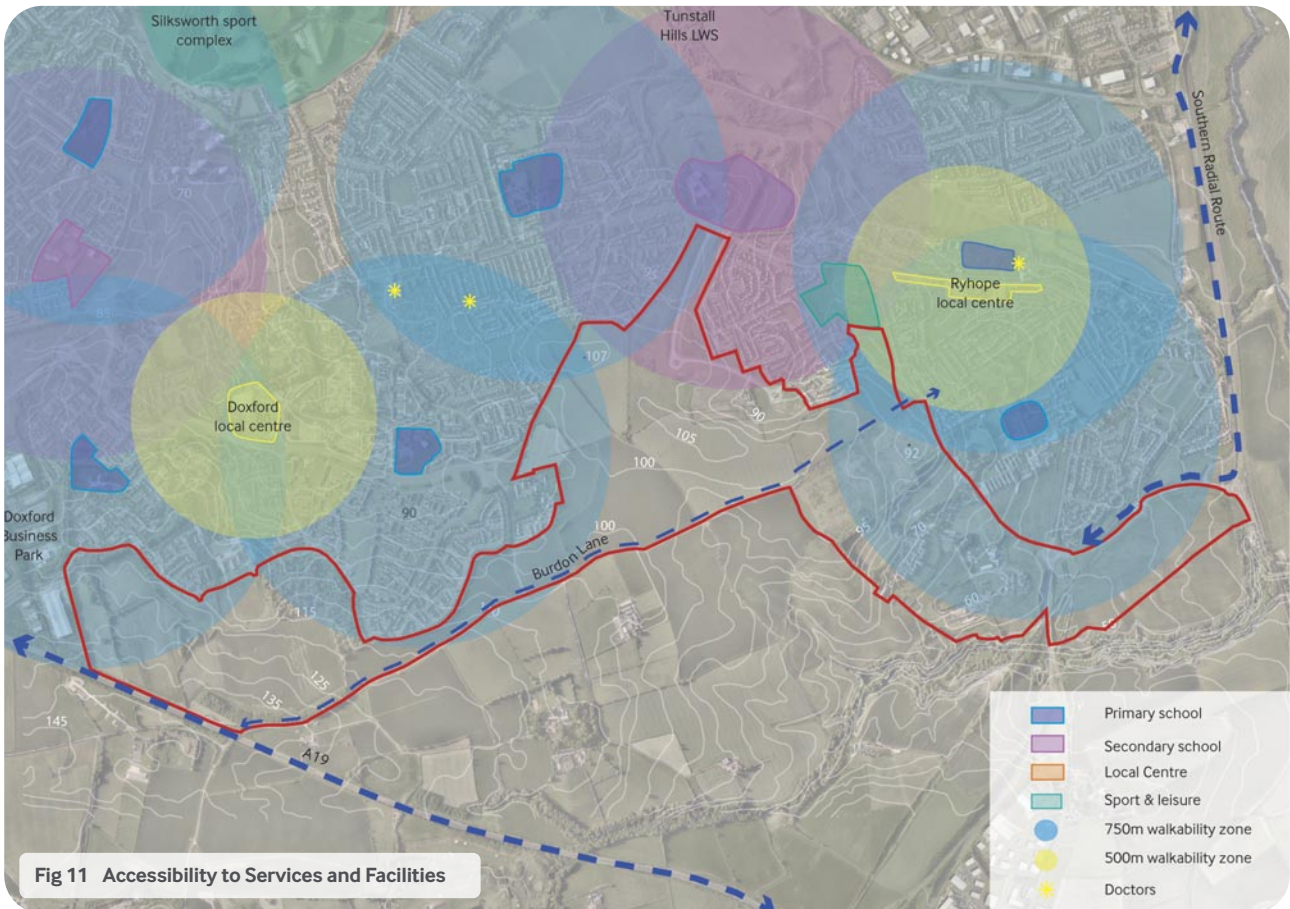 Silksworth sport
complex
Tunstall
Hills LWS
Southern Radial Route
70
Ryhope
local centre
107
Doxford
local centre
90
105
100
92
90
Doxford
Business
Park
100
Burdon Lane
95
70
60
115
125
135
145
A19
Primary school
Secondary school
Local Centre
Sport & leisure
750m walkability zone
500m walkability zone
Doctors
Fig 11 Accessibility to Services and Facilities